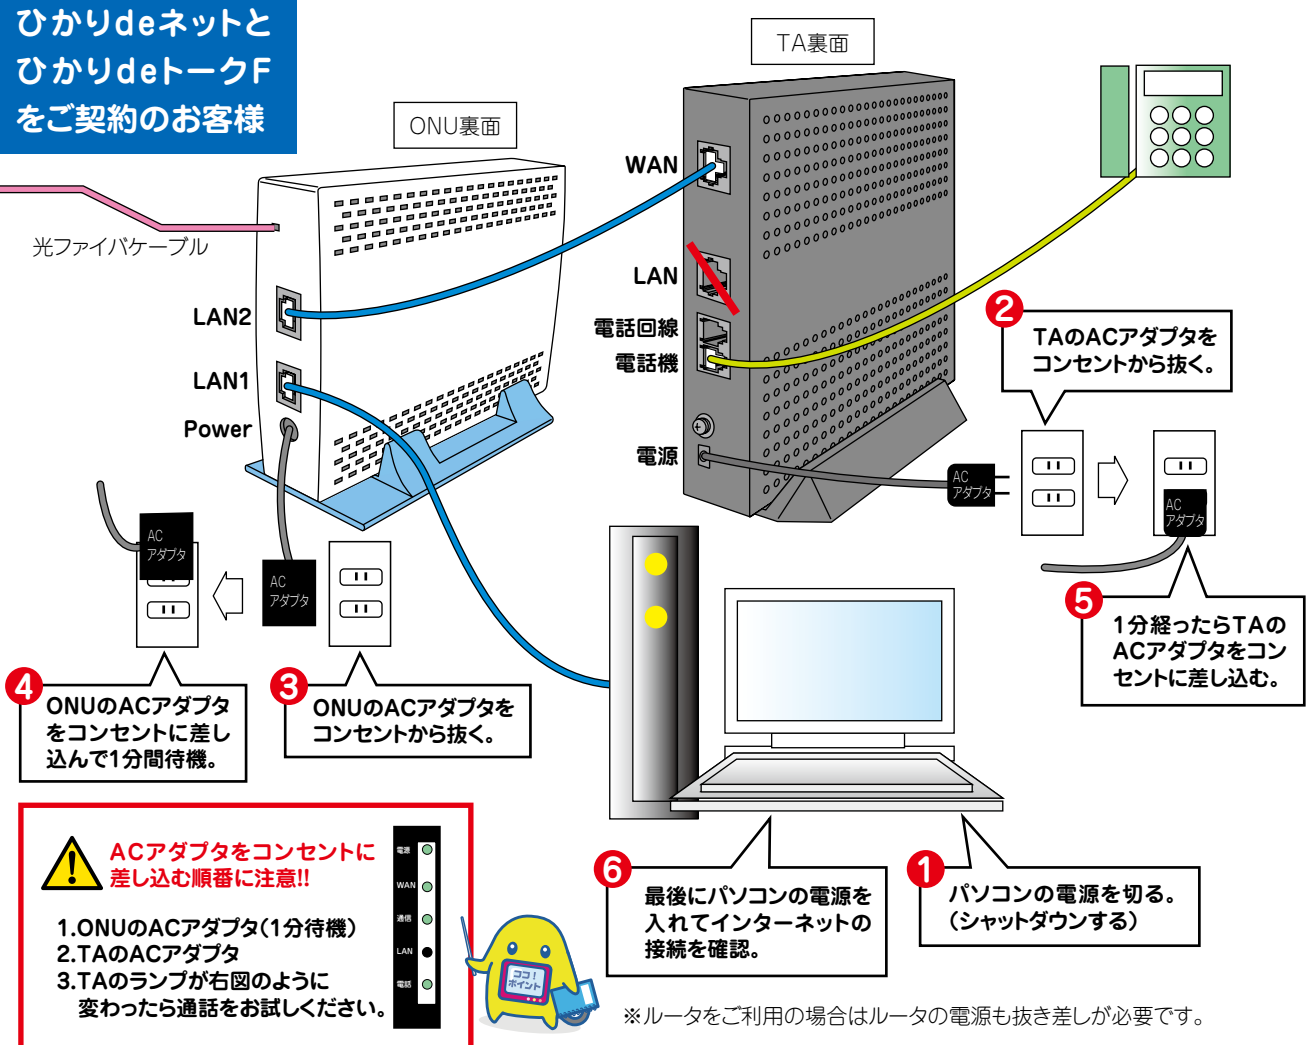 ひかりdeネットと
ひかりdeトークF
をご契約のお客様
ONU裏面
TA裏面
光ファイバケーブル
LAN2
LAN1
Power
WAN
LAN
電話回線
電話機
電源
AC
アダプタ
AC
アダプタ
AC
アダプタ
AC
アダプタ
❷
TAのACアダプタを
コンセントから抜く。
❺
1分経ったらTAの
ACアダプタをコン
セントに差し込む。
❹
ONUのACアダプタ
をコンセントに差し
込んで1分間待機。
❸
ONUのACアダプタを
コンセントから抜く。
❻
最後にパソコンの電源を
入れてインターネットの
接続を確認。
❶
パソコンの電源を切る。
（シャットダウンする）
ACアダプタをコンセントに
差し込む順番に注意!!
1.ONUのACアダプタ（1分待機）
2.TAのACアダプタ
3.TAのランプが右図のように
変わったら通話をお試しください。
電源
WAN
通信
LAN
電話
ココ！
ポイント
※ルータをご利用の場合はルータの電源も抜き差しが必要です。